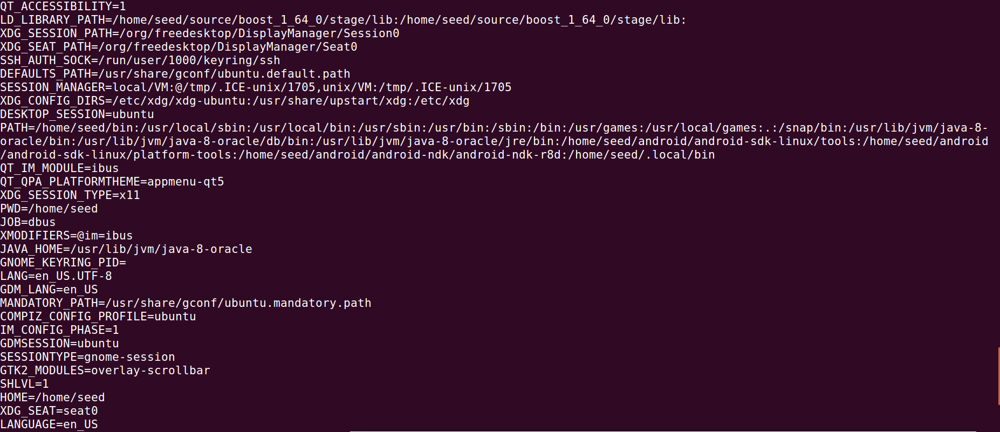 QT_ACCESSIBILITY=1
LD_LIBRARY_PATH=/home/seed/source/boost_1_64_0/stage/lib:/home/seed/source/boost_1_64_0/stage/lib:
XDG_SESSION_PATH=/org/freedesktop/DisplayManager/Session0
XDG_SEAT_PATH=/org/freedesktop/DisplayManager/Seat0
SSH_AUTH_SOCK=/run/user/1000/keyring/ssh
DEFAULTS_PATH=/usr/share/gconf/ubuntu.default.path
SESSION_MANAGER=local/VM:@/tmp/.ICE-unix/1705,unix/VM:/tmp/.ICE-unix/1705
XDG_CONFIG_DIRS=/etc/xdg/xdg-ubuntu:/usr/share/upstart/xdg:/etc/xdg
DESKTOP_SESSION=ubuntu
PATH=/home/seed/bin:/usr/local/sbin:/usr/local/bin:/usr/sbin:/usr/bin:/sbin:/bin:/usr/games:/usr/local/games:.:/snap/bin:/usr/lib/jvm/java-8-
oracle/bin:/usr/lib/jvm/java-8-oracle/db/bin:/usr/lib/jvm/java-8-oracle/jre/bin:/home/seed/android/android-sdk-linux/tools:/home/seed/android
/android-sdk-linux/platform-tools:/home/seed/android/android-ndk/android-ndk-r8d:/home/seed/.local/bin
QT_IM_MODULE=ibus
QT_QPA_PLATFORMTHEME=appmenu-qt5
XDG_SESSION_TYPE=x11
PWD=/home/seed
JOB=dbus
XMODIFIERS=@im=ibus
JAVA_HOME=/usr/lib/jvm/java-8-oracle
GNOME_KEYRING_PID=
LANG=en_US.UTF-8
GDM_LANG=en_US
MANDATORY_PATH=/usr/share/gconf/ubuntu.mandatory.path
COMPIZ_CONFIG_PROFILE=ubuntu
IM_CONFIG_PHASE=1
GDMSESSION=ubuntu
SESSIONTYPE=gnome-session
GTK2_MODULES=overlay-scrollbar
SHLVL=1
HOME=/home/seed
XDG_SEAT=seat0
LANGUAGE=en_US